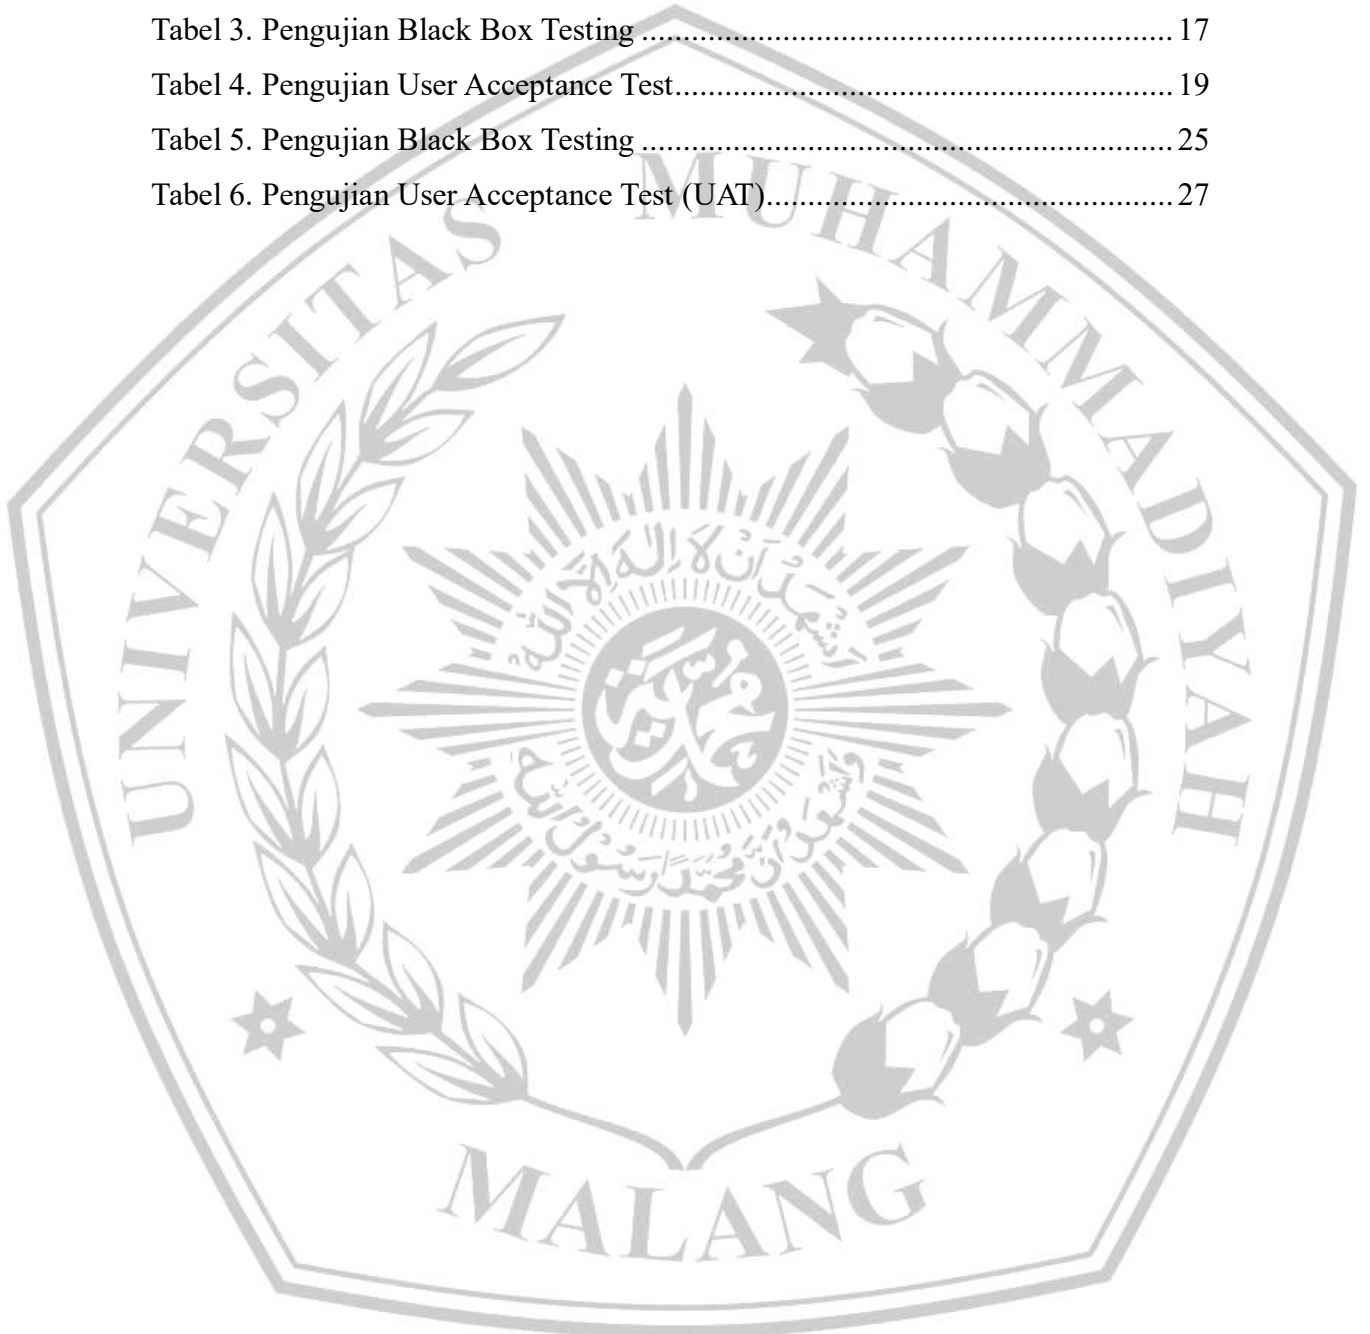 Tabel 3. Pengujian Black Box Testing ............................................................... 17
Tabel 4. Pengujian User Acceptance Test........................................................... 19
Tabel 5. Pengujian Black Box Testing ............................................................... 25
Tabel 6. Pengujian User Acceptance Test (UAT)................................................ 27
UNIVERSITAS MUHAMMADIYAH
MALANG